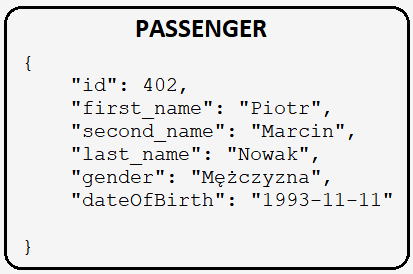 PASSENGER
{
"id": 402,
"first_name": "Piotr",
"second_name": "Marcin",
"last_name": "Nowak",
"gender": "Mężczyzna",
"dateOfBirth": "1993-11-11"
}